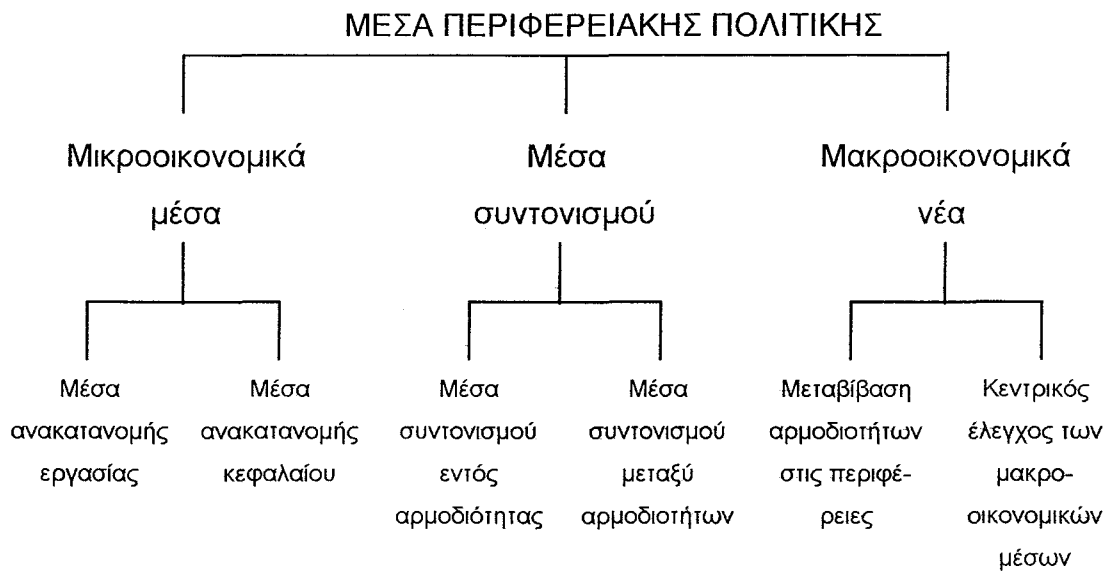 ΜΕΣΑ ΠΕΡΙΦΕΡΕΙΑΚΗΣ ΠΟΛΙΤΙΚΗΣ
Μικροοικονομικά
μέσα
Μέσα
συντονισμού
Μακροοικονομικά
νέα
Μέσα
ανακατανομής
εργασίας
Μέσα
ανακατανομής
κεφαλαίου
Μέσα
συντονισμού
εντός
αρμοδιότητας
Μέσα
συντονισμού
μεταξύ
αρμοδιοτήτων
Μεταβίβαση
αρμοδιοτήτων
στις περιφέ-
ρειες
Κεντρικός
έλεγχος των
μακρο-
οικονομικών
μέσων